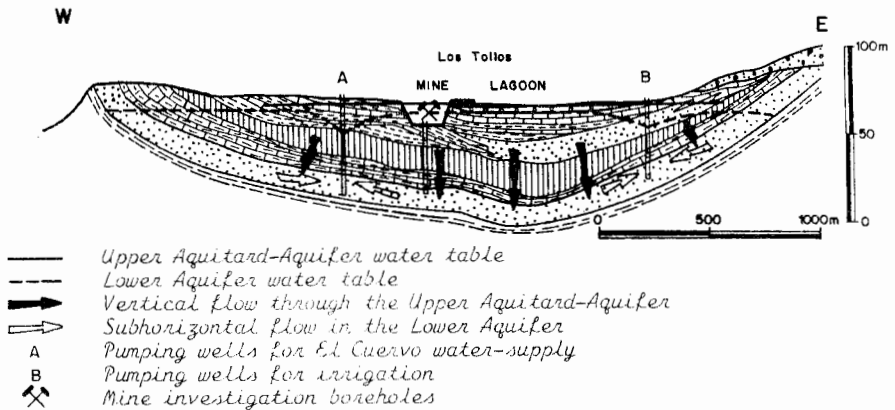 W
E
100m
Los Tollos
A
MINE
LAGOON
B
50
0
0 500 1000m
Upper Aquitard-Aquifer water table
Lower Aquifer water table
Vertical flow through the Upper Aquitard-Aquifer
Subhorizontal flow in the Lower Aquifer
A Pumping wells for El Cuervo water-supply
B Pumping wells for irrigation
Mine investigation boreholes